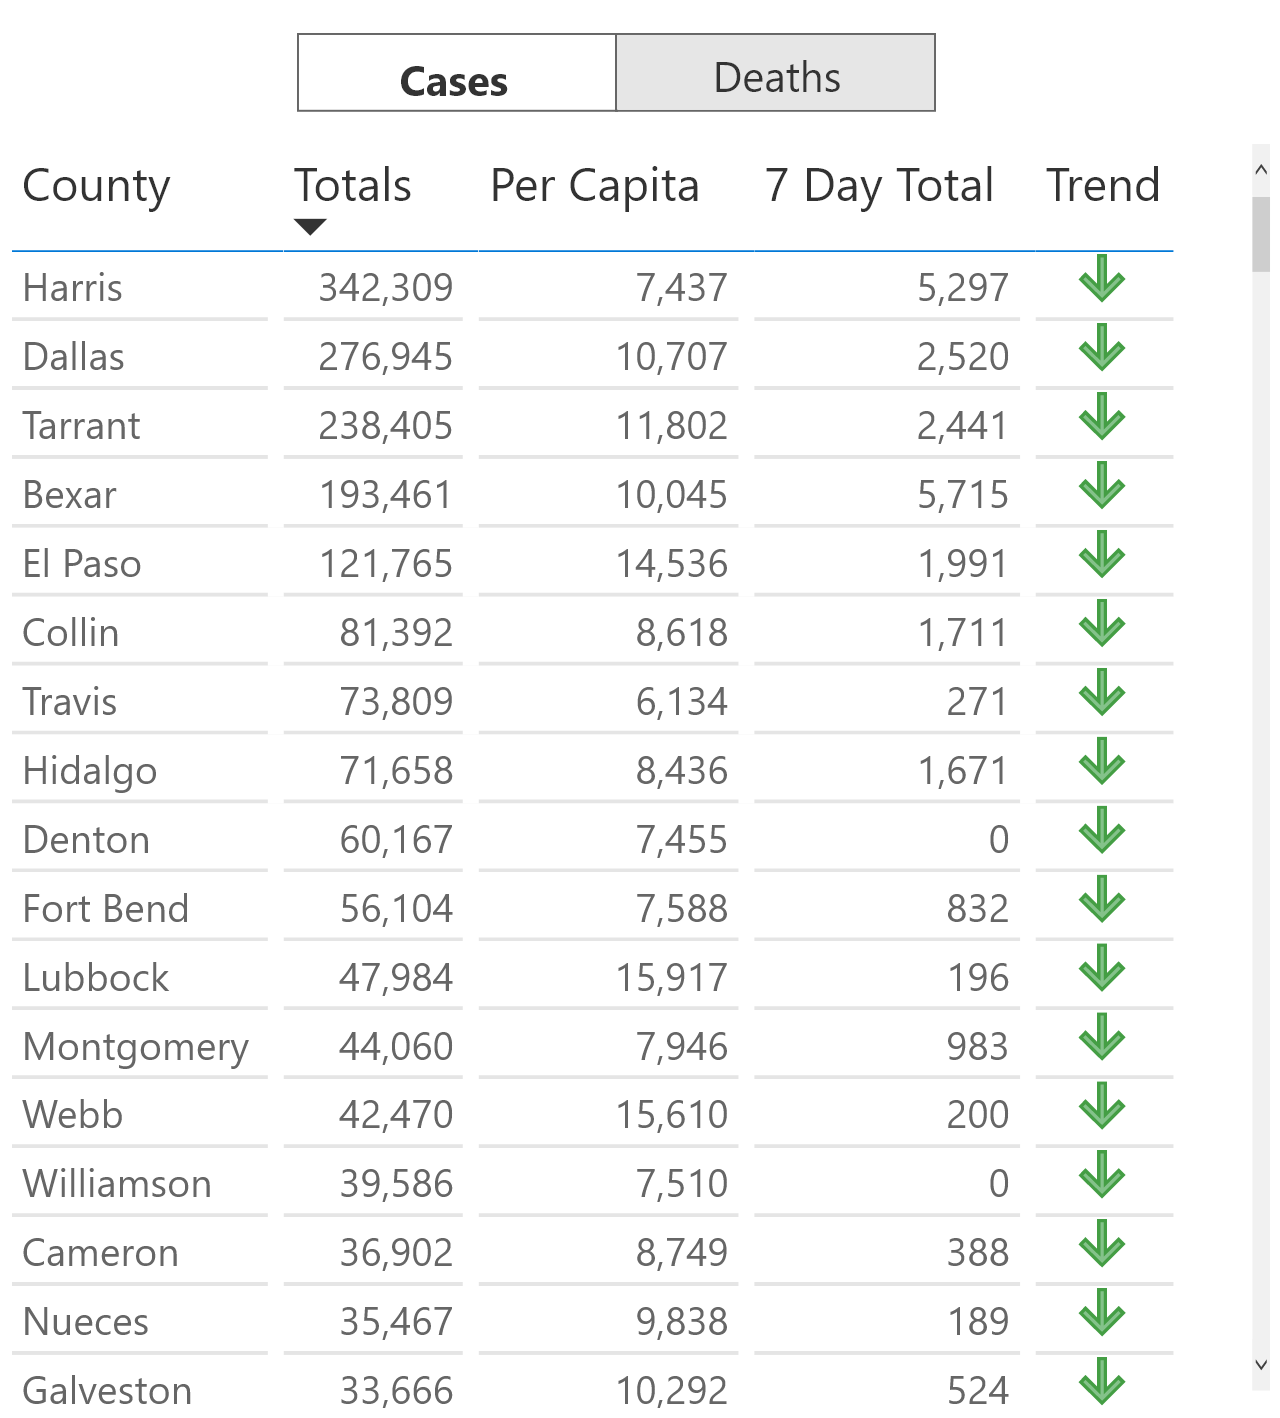 Cases Deaths
County Totals Per Capita 7 Day Total Trend
Harris 342,309 7,437 5,297
Dallas 276,945 10,707 2,520
Tarrant 238,405 11,802 2,441
Bexar 193,461 10,045 5,715
El Paso 121,765 14,536 1,991
Collin 81,392 8,618 1,711
Travis 73,809 6,134 271
Hidalgo 71,658 8,436 1,671
Denton 60,167 7,455 0
Fort Bend 56,104 7,588 832
Lubbock 47,984 15,917 196
Montgomery 44,060 7,946 983
Webb 42,470 15,610 200
Williamson 39,586 7,510 0
Cameron 36,902 8,749 388
Nueces 35,467 9,838 189
Galveston 33,666 10,292 524